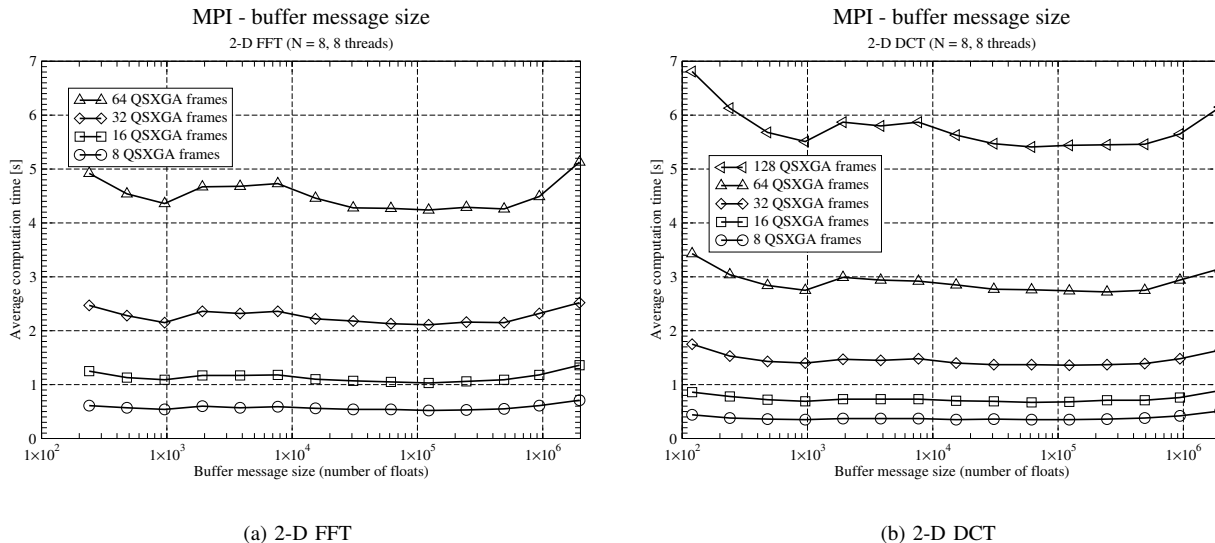 MPI - buffer message size
2-D FFT (N = 8, 8 threads)
Average computation time [s]
7
6
5
4
3
2
1
0
64 QSXGA frames
32 QSXGA frames
16 QSXGA frames
8 QSXGA frames
1×10²
1×10³
1×10⁴
1×10⁵
1×10⁶
Buffer message size (number of floats)
(a) 2-D FFT
MPI - buffer message size
2-D DCT (N = 8, 8 threads)
Average computation time [s]
7
6
5
4
3
2
1
0
128 QSXGA frames
64 QSXGA frames
32 QSXGA frames
16 QSXGA frames
8 QSXGA frames
1×10²
1×10³
1×10⁴
1×10⁵
1×10⁶
Buffer message size (number of floats)
(b) 2-D DCT